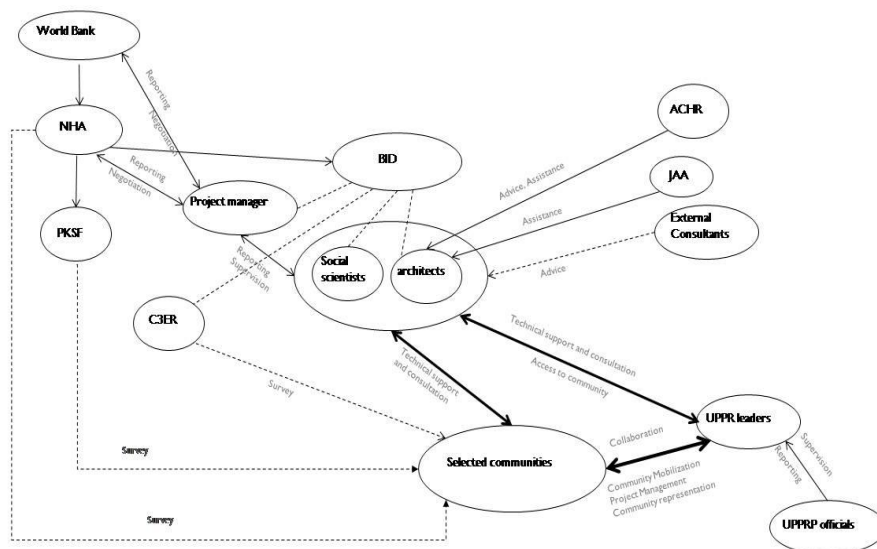 World Bank
Reporting
Negotiation
ACHR
NHA
BID
Reporting
Negotiation
Advice, Assistance
JAA
Project manager
Assistance
External
Consultants
PKSF
Reporting
Supervision
Social
scientists
architects
Advice
C3ER
Technical support
and consultation
Technical support and consultation
Access to community
Survey
UPPR leaders
Collaboration
Survey
Selected communities
Community Mobilization
Project Management
Community representation
Supervision
Reporting
Survey
UPPRP officials